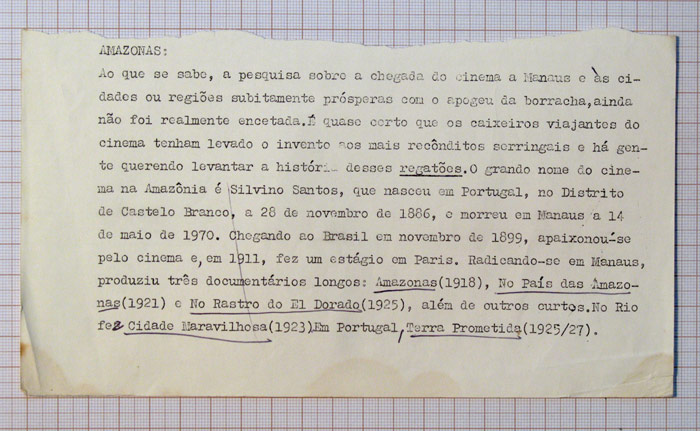 AMAZONAS:
Ao que se sabe, a pesquisa sobre a chegada do cinema a Manaus e às ci-
dades ou regiões subitamente prósperas com o apogeu da borracha,ainda
não foi realmente encetada.É quase certo que os caixeiros viajantes do
cinema tenham levado o invento aos mais recônditos serringais e há gen-
te querendo levantar a história desses regatões.O grande nome do cine-
ma na Amazônia é Silvino Santos, que nasceu em Portugal, no Distrito
de Castelo Branco, a 28 de novembro de 1886, e morreu em Manaus a 14
de maio de 1970. Chegando ao Brasil em novembro de 1899, apaixonou-se
pelo cinema e, em 1911, fez um estágio em Paris. Radicando-se em Manaus,
produziu três documentários longos: Amazonas(1918), No País das Amazo-
nas(1921) e No Rastro do El Dorado(1925), além de outros curtos.No Rio
fez Cidade Maravilhosa(1923).Em Portugal, Terra Prometida(1925/27).